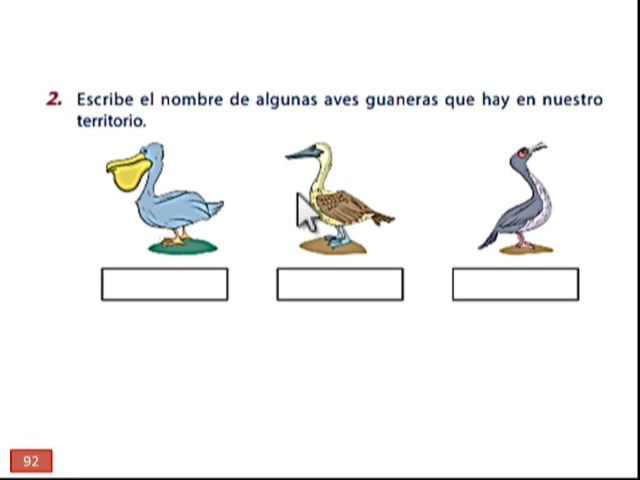 2. Escribe el nombre de algunas aves guaneras que hay en nuestro
territorio.
92